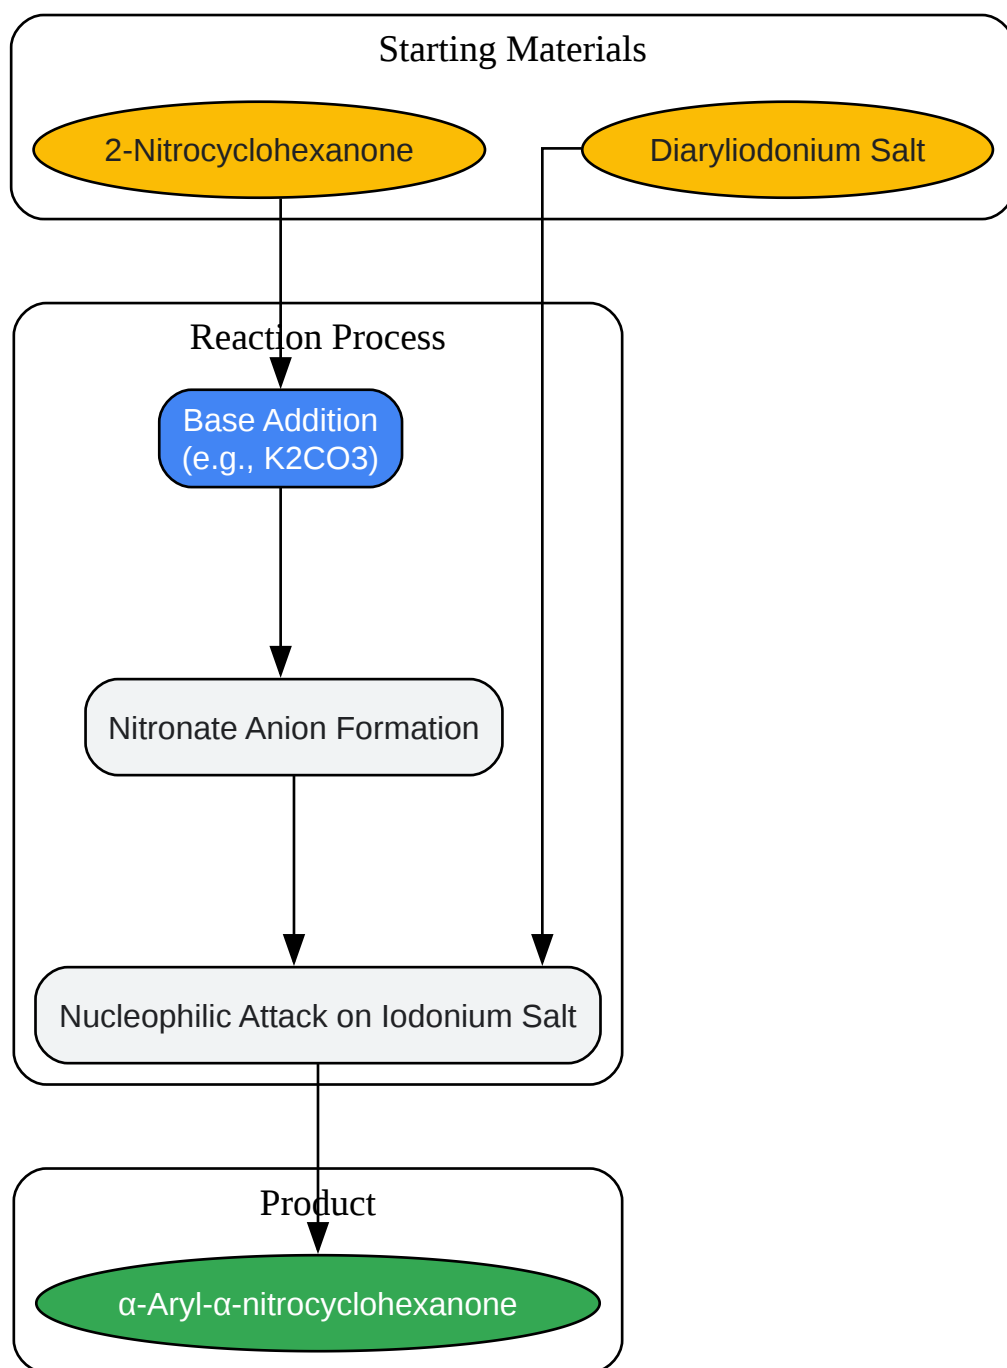 Starting Materials
2-Nitrocyclohexanone
Diaryliodonium Salt
Reaction Process
Base Addition
(e.g., K2CO3)
Nitronate Anion Formation
Nucleophilic Attack on Iodonium Salt
Product
α-Aryl-α-nitrocyclohexanone